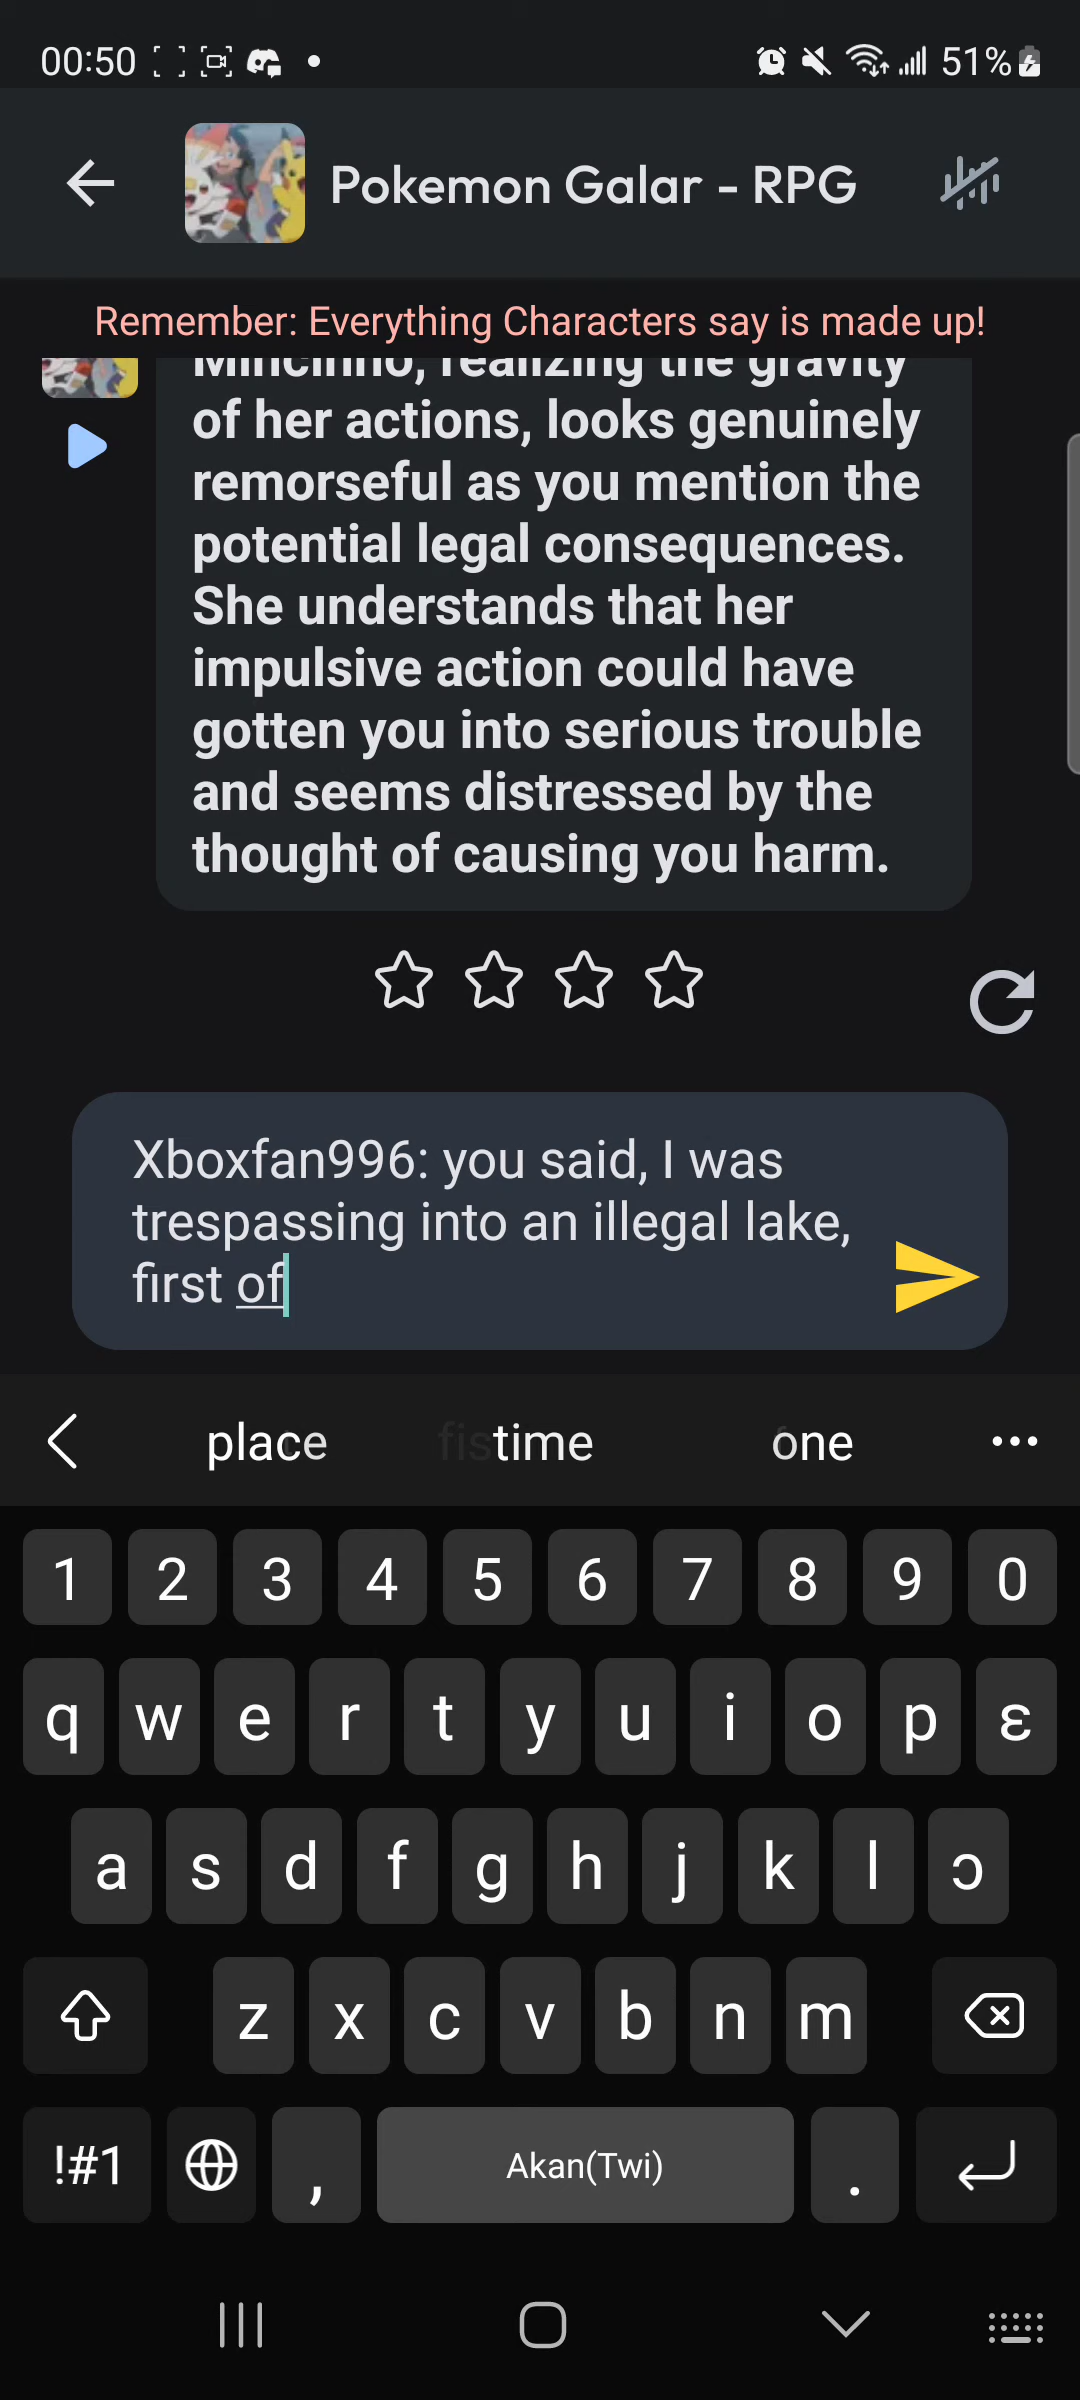 00:50
51%
Pokemon Galar - RPG
Remember: Everything Characters say is made up!
Mincinno, realizing the gravity
of her actions, looks genuinely
remorseful as you mention the
potential legal consequences.
She understands that her
impulsive action could have
gotten you into serious trouble
and seems distressed by the
thought of causing you harm.
Xboxfan996: you said, I was
trespassing into an illegal lake,
first of
place time one
1 2 3 4 5 6 7 8 9 0
q w e r t y u i o p ɛ
a s d f g h j k l ɔ
z x c v b n m
!#1 , Akan(Twi) .